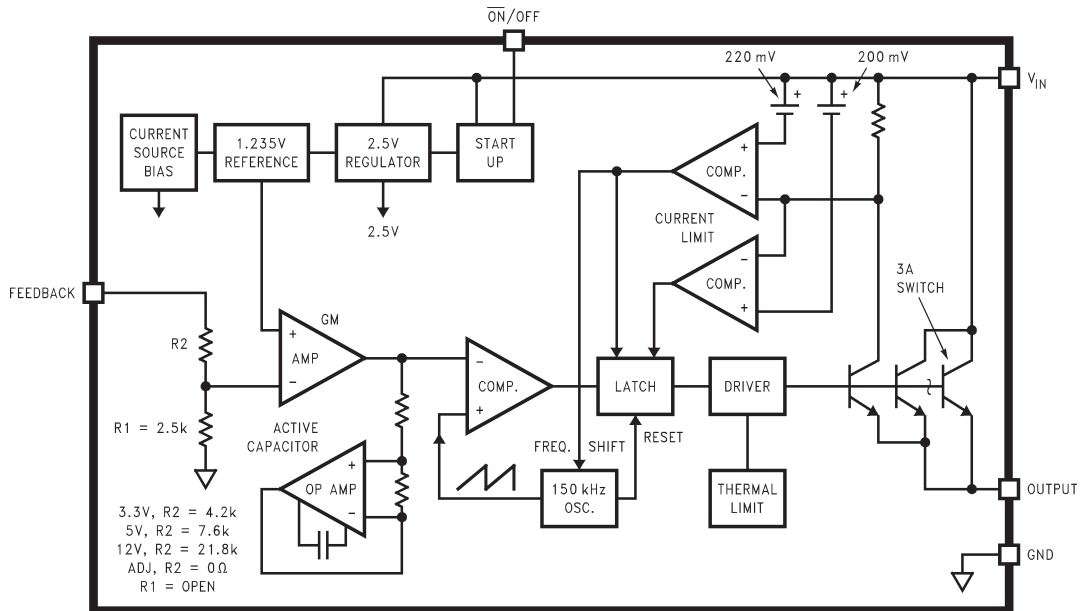 ON/OFF
220 mV
200 mV
+
+
VIN
CURRENT
SOURCE
BIAS
1.235V
REFERENCE
2.5V
REGULATOR
START
UP
+
COMP.
−
2.5V
CURRENT
LIMIT
−
COMP.
+
3A
SWITCH
FEEDBACK
R2
GM
+
AMP
−
−
COMP.
+
LATCH
DRIVER
R1 = 2.5k
ACTIVE
CAPACITOR
+
OP AMP
−
FREQ. SHIFT
RESET
150 kHz
OSC.
THERMAL
LIMIT
OUTPUT
3.3V, R2 = 4.2k
5V, R2 = 7.6k
12V, R2 = 21.8k
ADJ, R2 = 0Ω
R1 = OPEN
GND